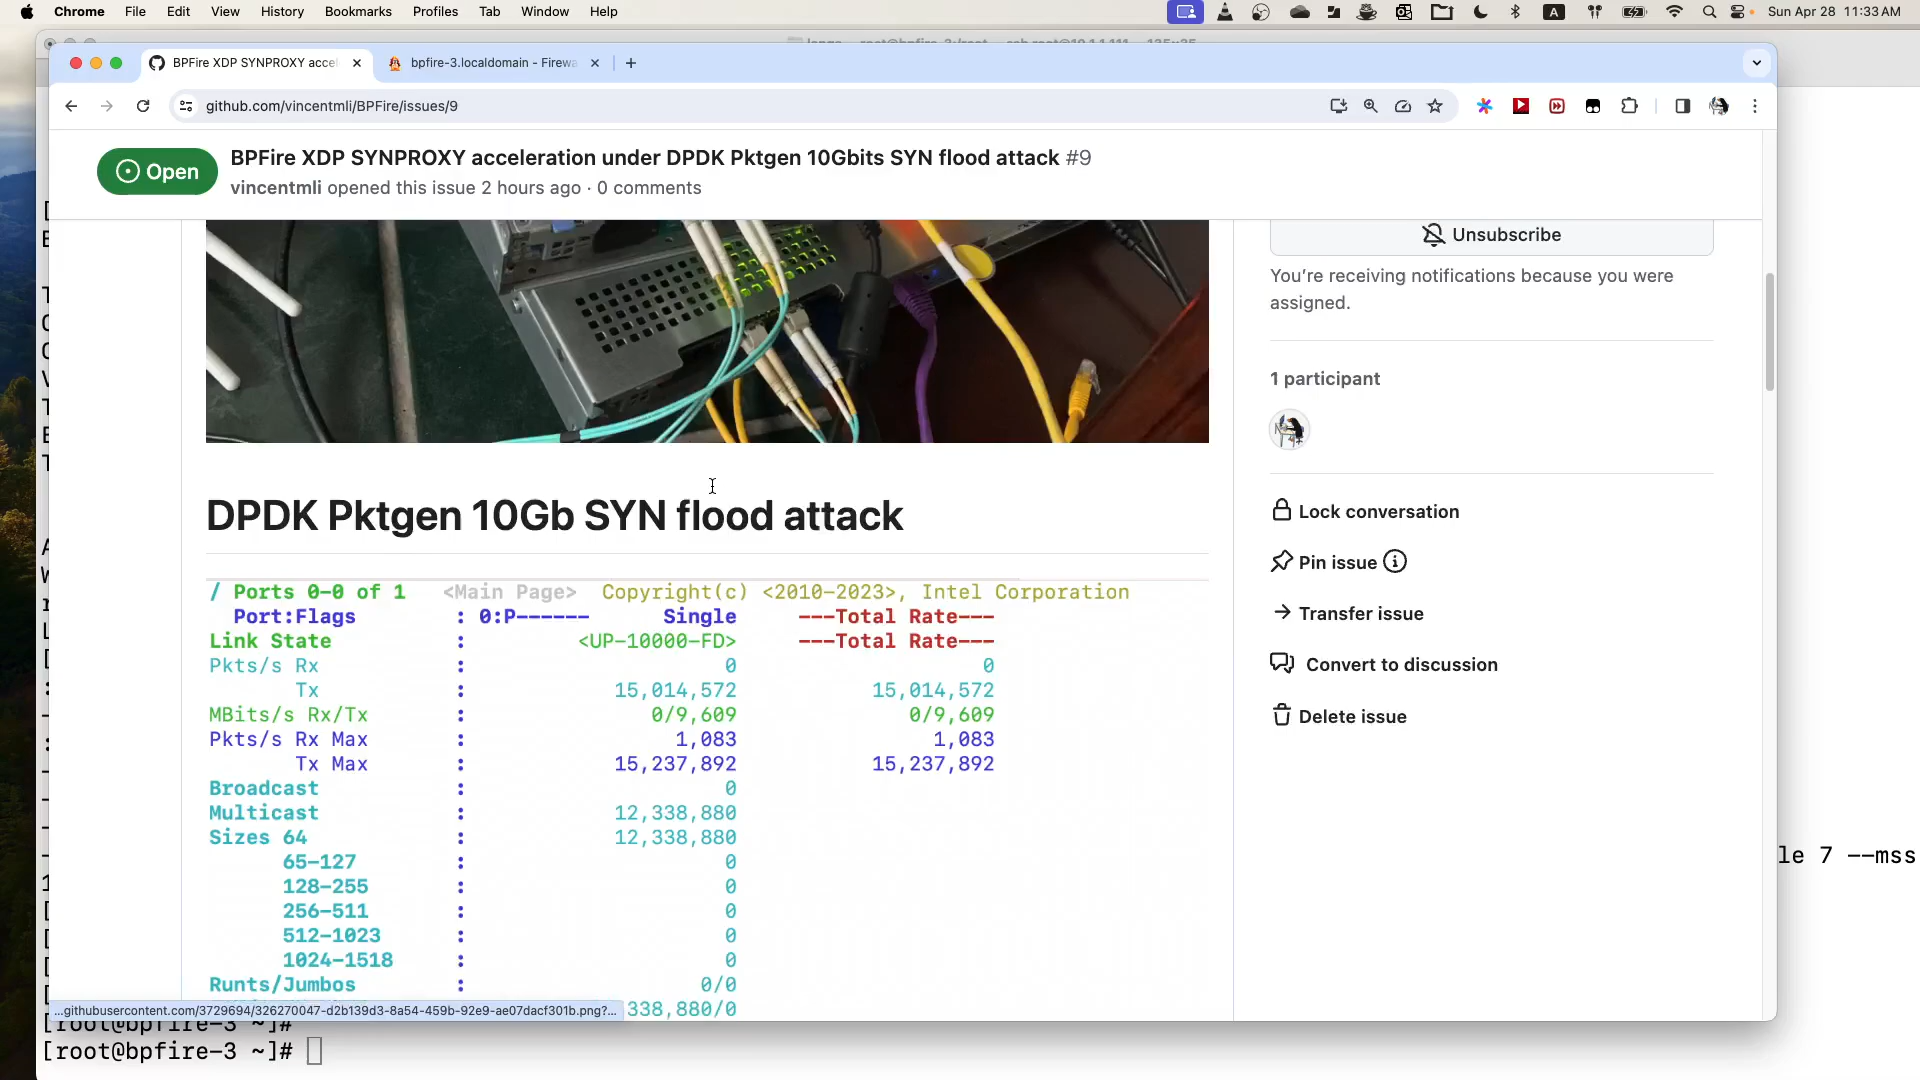 Chrome File Edit View History Bookmarks Profiles Tab Window Help
A
Sun Apr 28 11:33 AM
BPFire XDP SYNPROXY accel
bpfire-3.localdomain - Firewa
github.com/vincentmli/BPFire/issues/9
Open
BPFire XDP SYNPROXY acceleration under DPDK Pktgen 10Gbits SYN flood attack #9
vincentmli opened this issue 2 hours ago · 0 comments
Unsubscribe
You’re receiving notifications because you were
assigned.
1 participant
Lock conversation
Pin issue
Transfer issue
Convert to discussion
Delete issue
DPDK Pktgen 10Gb SYN flood attack
/ Ports 0-0 of 1 <Main Page> Copyright(c) <2010-2023>, Intel Corporation
Port:Flags : 0:P------ Single ---Total Rate---
Link State : <UP-10000-FD> ---Total Rate---
Pkts/s Rx : 0 0
Tx : 15,014,572 15,014,572
MBits/s Rx/Tx : 0/9,609 0/9,609
Pkts/s Rx Max : 1,083 1,083
Tx Max : 15,237,892 15,237,892
Broadcast : 0
Multicast : 12,338,880
Sizes 64 : 12,338,880
65-127 : 0
128-255 : 0
256-511 : 0
512-1023 : 0
1024-1518 : 0
Runts/Jumbos : 0/0
338,880/0
...githubusercontent.com/3729694/326270047-d2b139d3-8a54-459b-92e9-ae07dacf301b.png?...
le 7 --mss
[root@bpfire-3 ~]#
[root@bpfire-3 ~]#